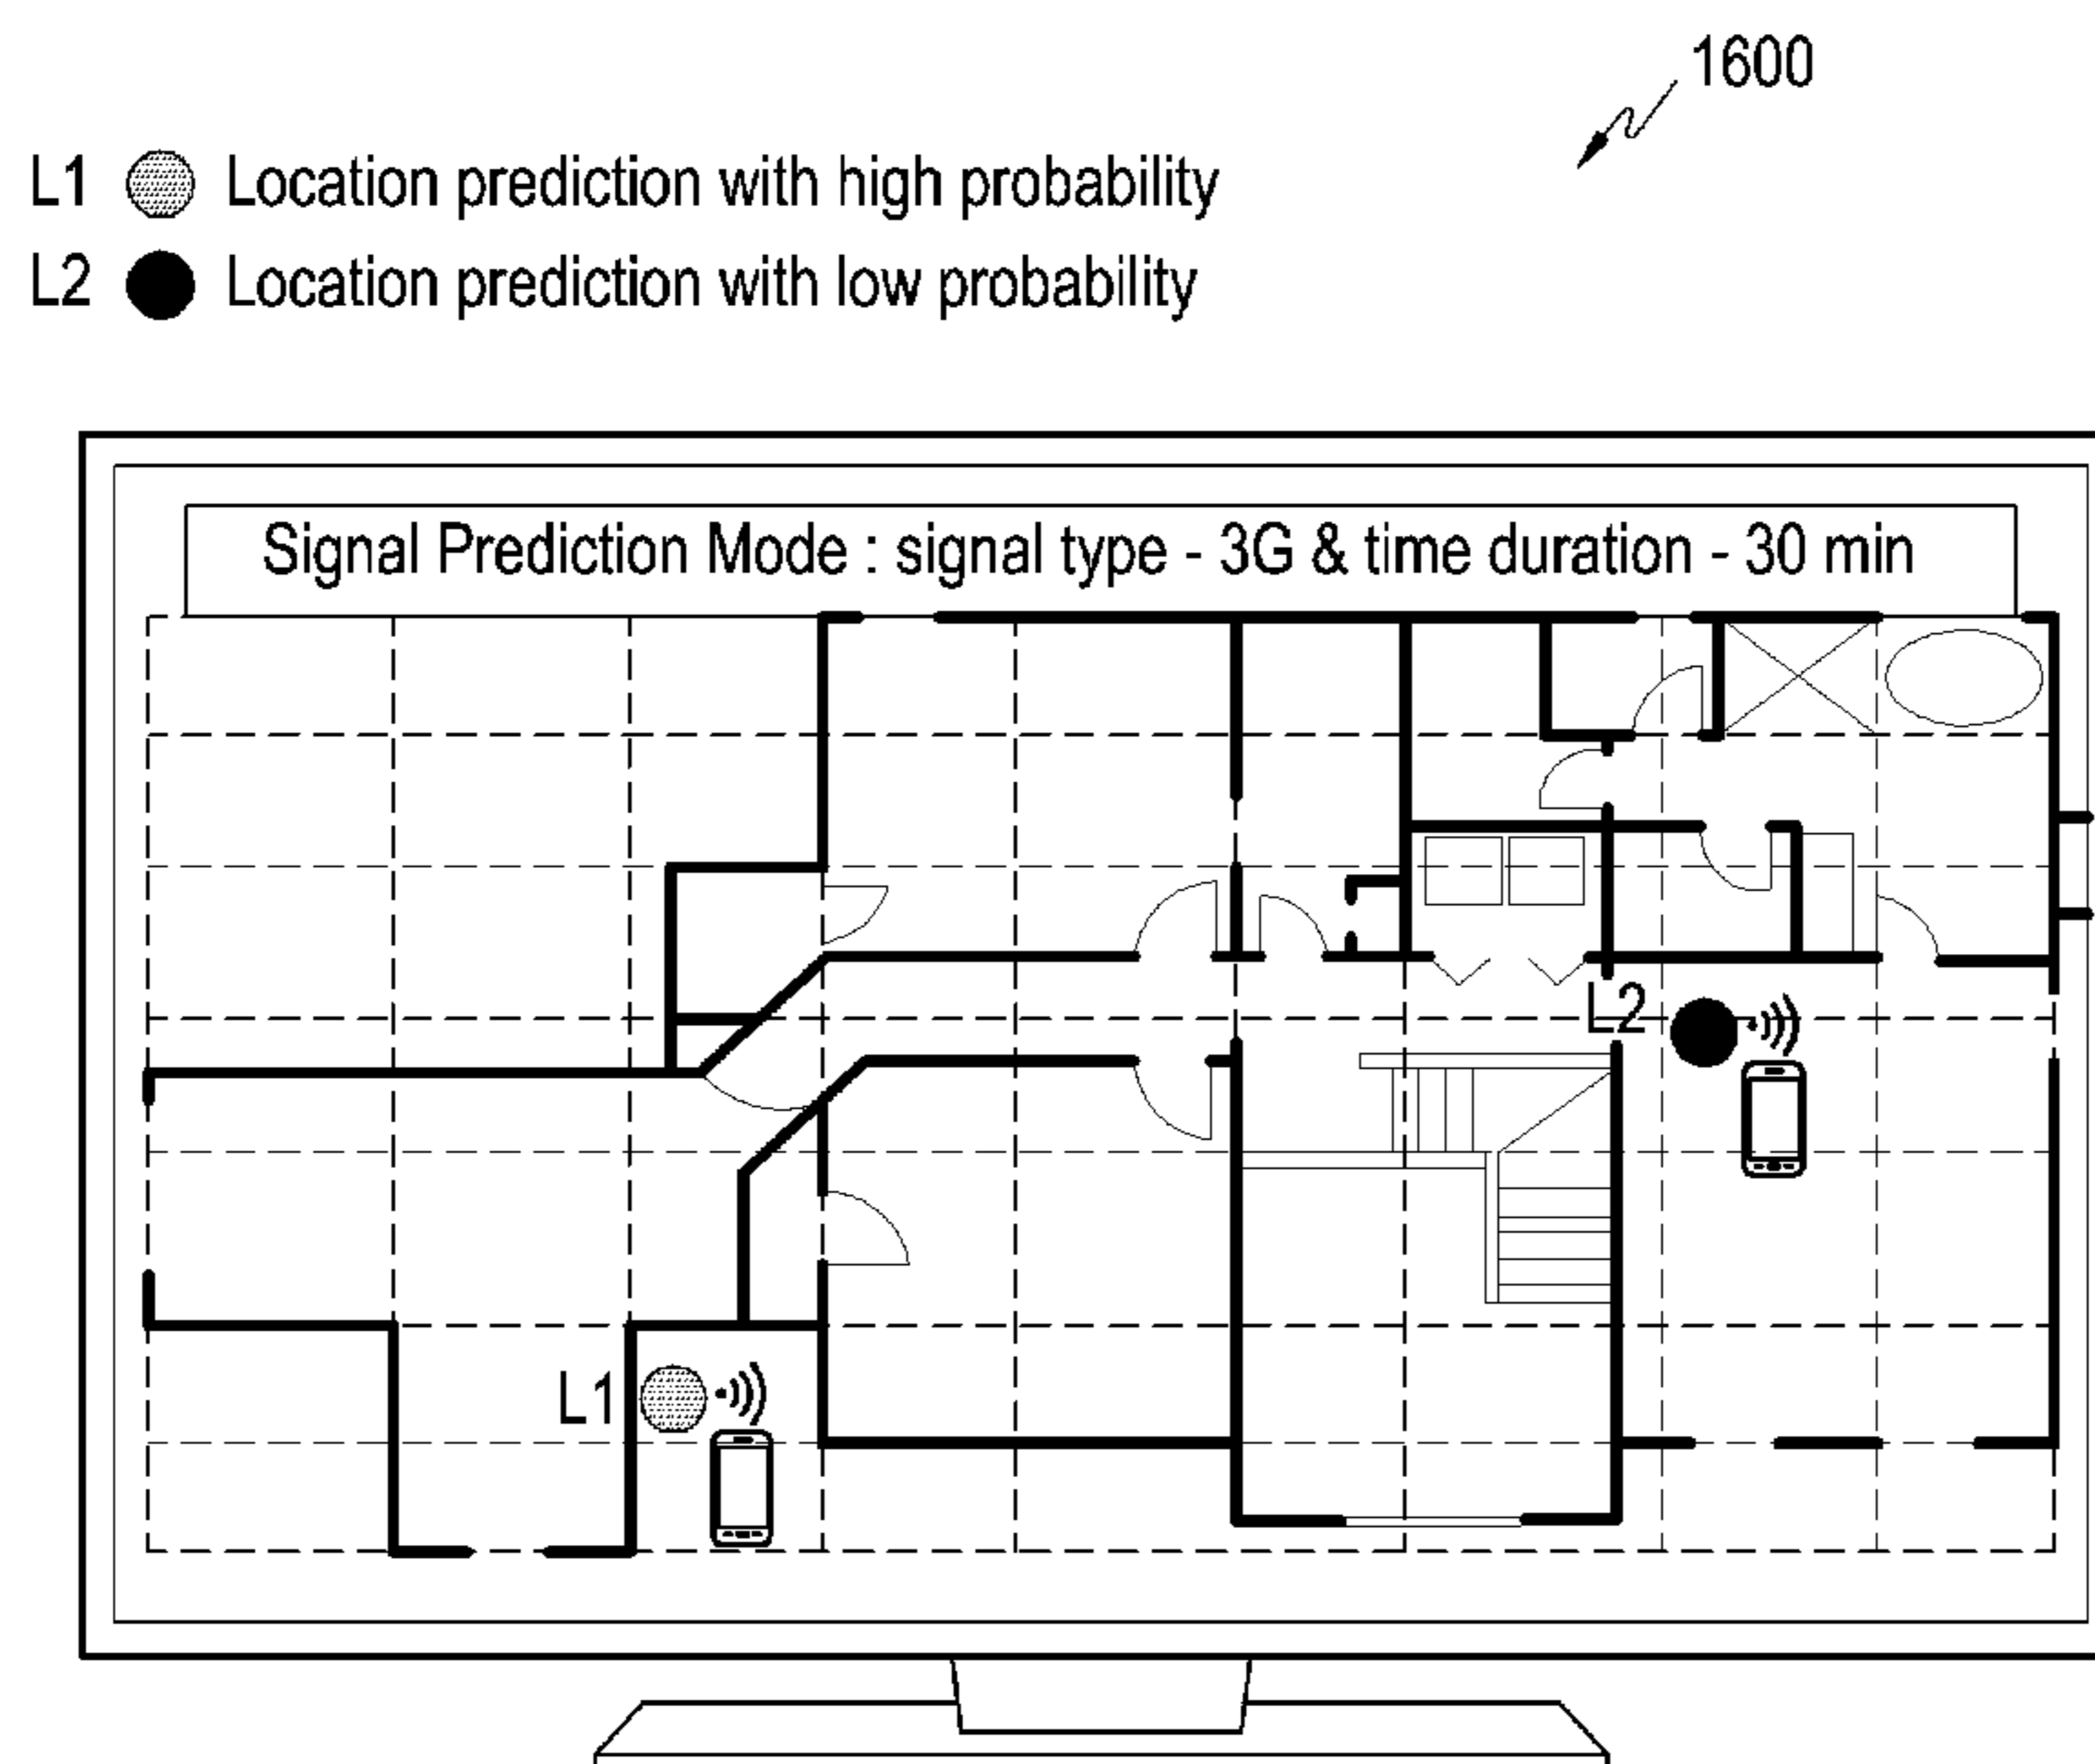 1600
L1 Location prediction with high probability
L2 Location prediction with low probability
Signal Prediction Mode : signal type - 3G & time duration - 30 min
L2
L1